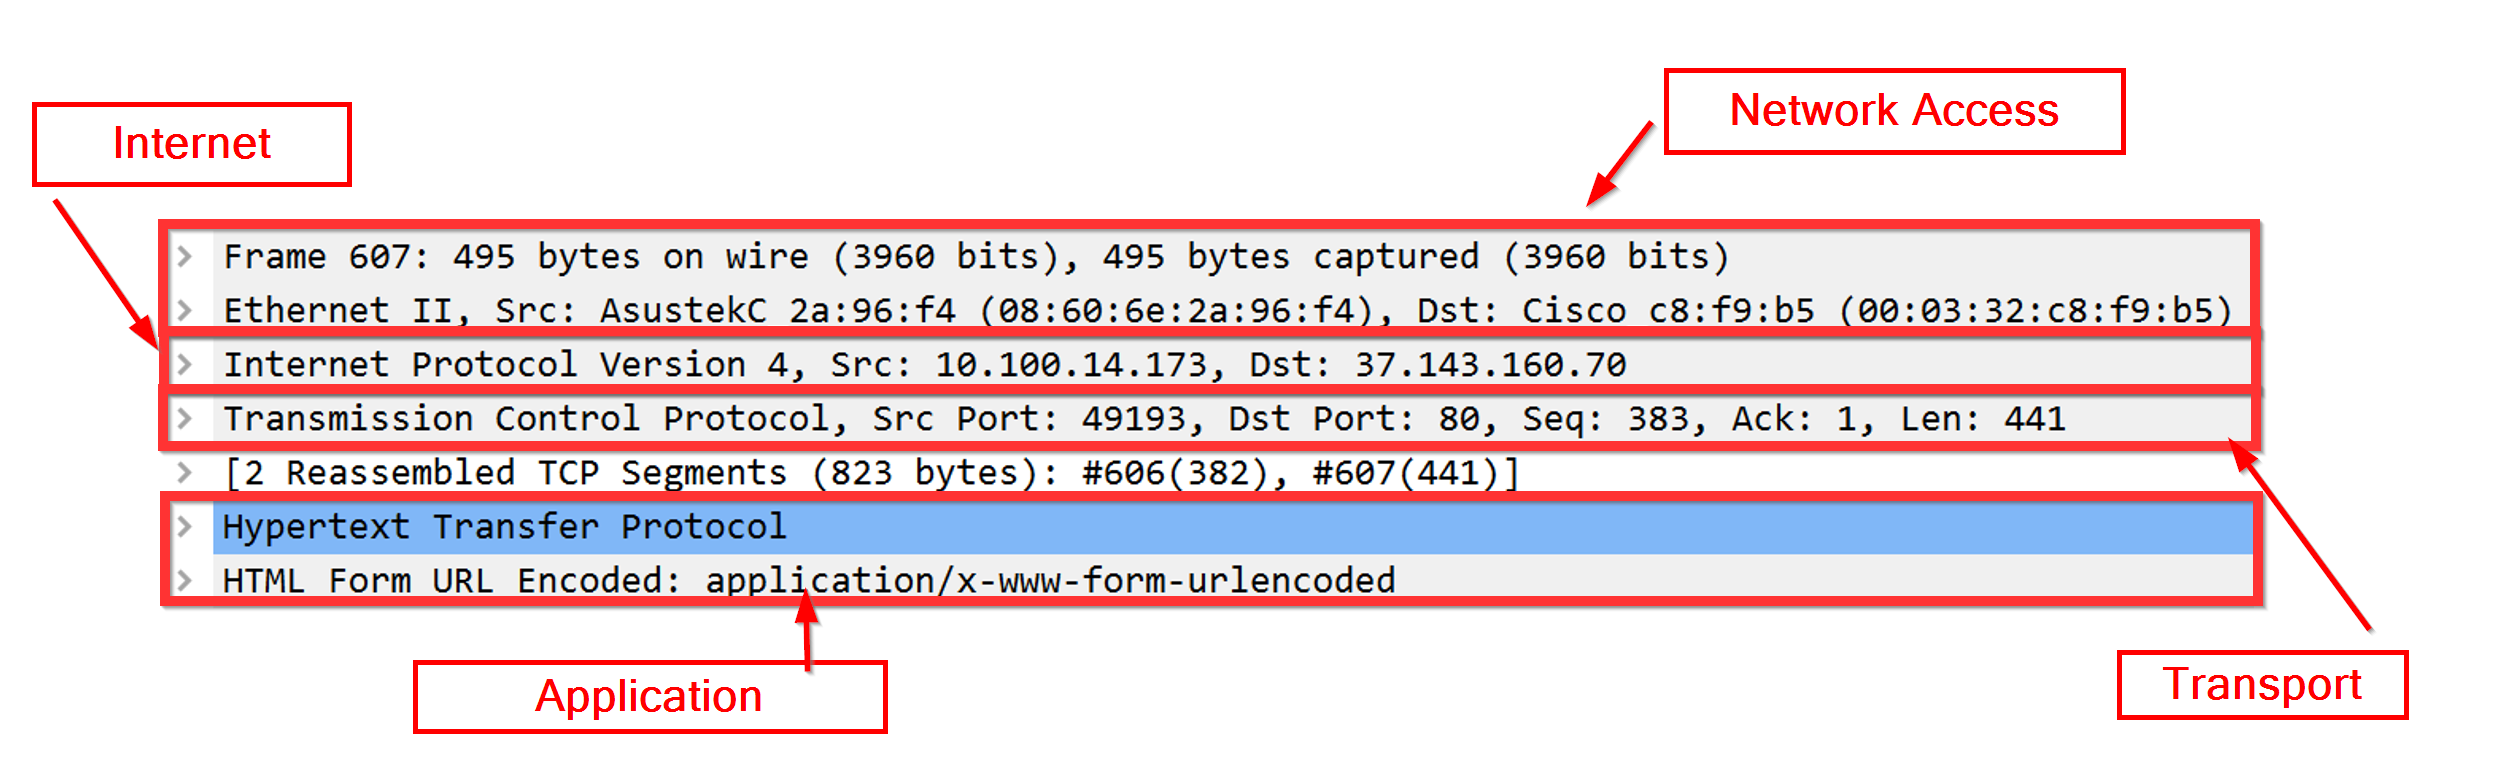 Network Access
Internet
Frame 607: 495 bytes on wire (3960 bits), 495 bytes captured (3960 bits)
Ethernet II, Src: AsustekC 2a:96:f4 (08:60:6e:2a:96:f4), Dst: Cisco c8:f9:b5 (00:03:32:c8:f9:b5)
Internet Protocol Version 4, Src: 10.100.14.173, Dst: 37.143.160.70
Transmission Control Protocol, Src Port: 49193, Dst Port: 80, Seq: 383, Ack: 1, Len: 441
[2 Reassembled TCP Segments (823 bytes): #606(382), #607(441)]
Hypertext Transfer Protocol
HTML Form URL Encoded: application/x-www-form-urlencoded
Application
Transport